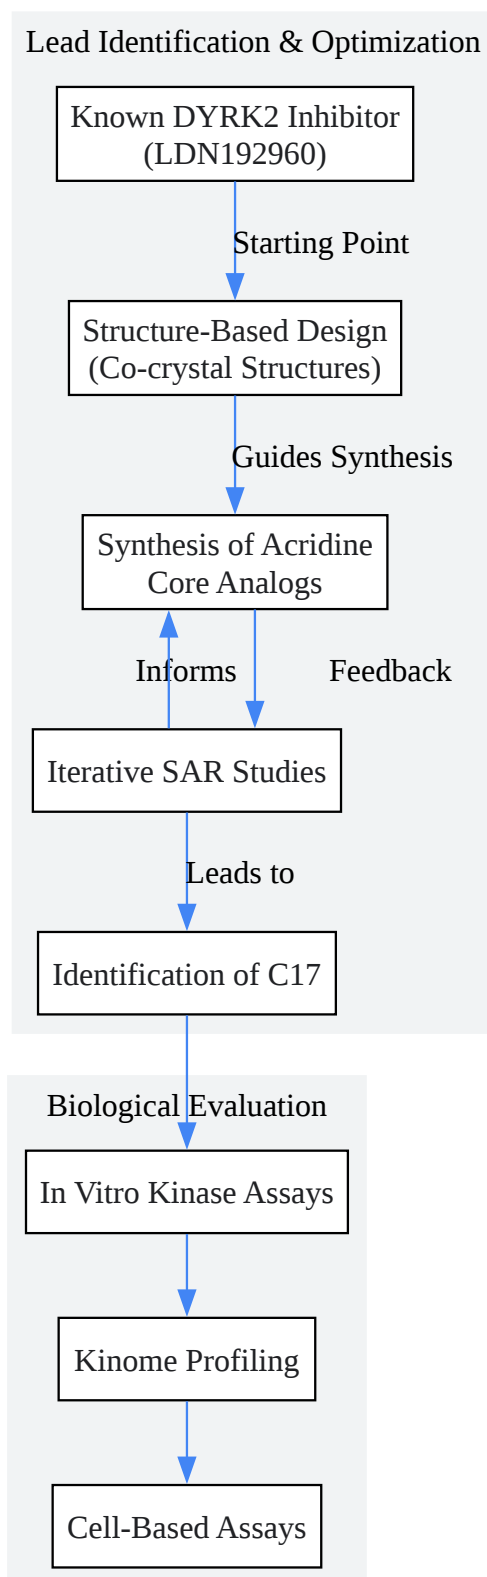 Lead Identification & Optimization
Known DYRK2 Inhibitor
(LDN192960)
Starting Point
Structure-Based Design
(Co-crystal Structures)
Guides Synthesis
Synthesis of Acridine
Core Analogs
Informs
Feedback
Iterative SAR Studies
Leads to
Identification of C17
Biological Evaluation
In Vitro Kinase Assays
Kinome Profiling
Cell-Based Assays